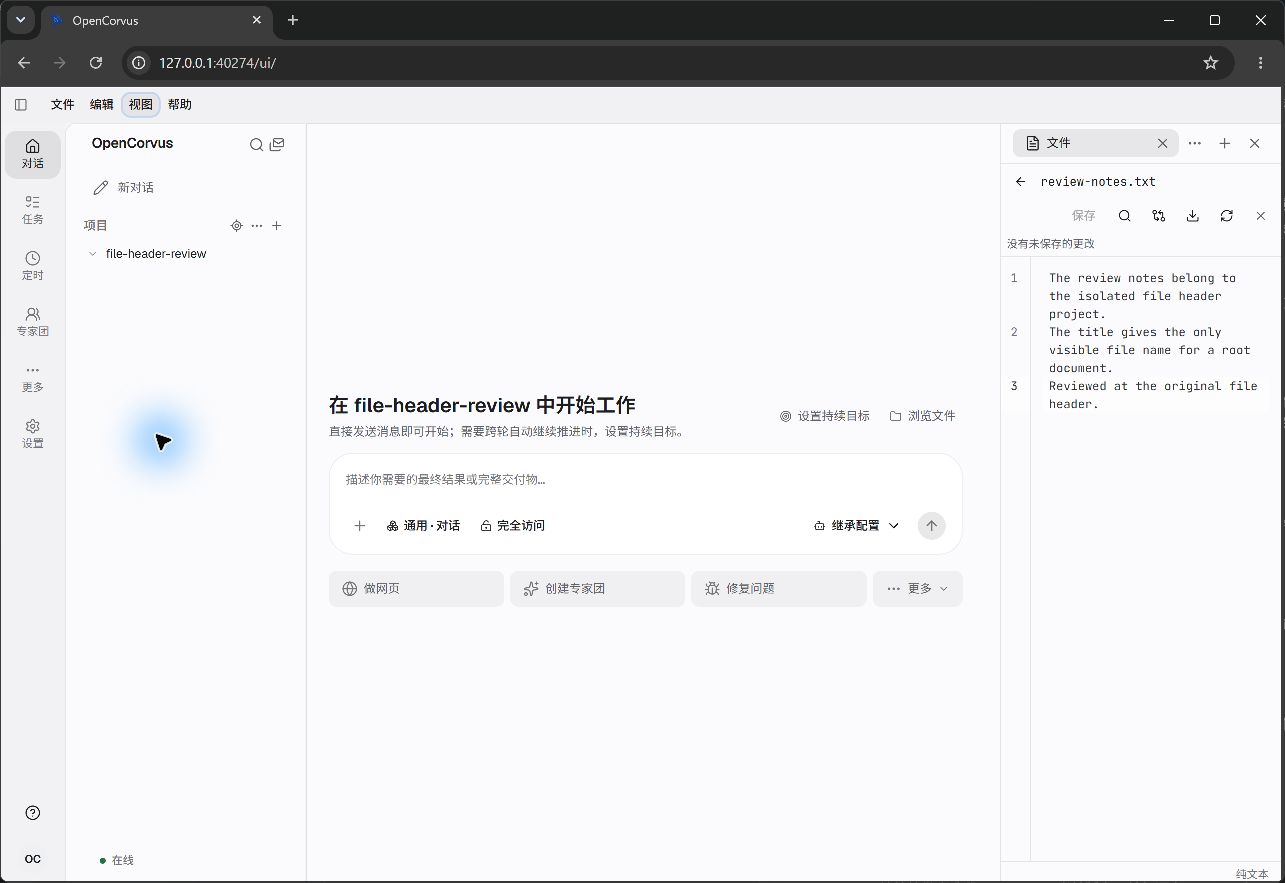 OpenCorvus
127.0.0.1:40274/ui/
文件 编辑 视图 帮助
对话
任务
定时
专家团
更多
设置
OC
OpenCorvus
新对话
项目
file-header-review
在线
在 file-header-review 中开始工作
直接发送消息即可开始；需要跨轮自动继续推进时，设置持续目标。
设置持续目标 浏览文件
描述你需要的最终结果或完整交付物...
通用 · 对话 完全访问 继承配置
做网页 创建专家团 修复问题 更多
文件
review-notes.txt
保存
没有未保存的更改
1 The review notes belong to
the isolated file header
project.
2 The title gives the only
visible file name for a root
document.
3 Reviewed at the original file
header.
纯文本